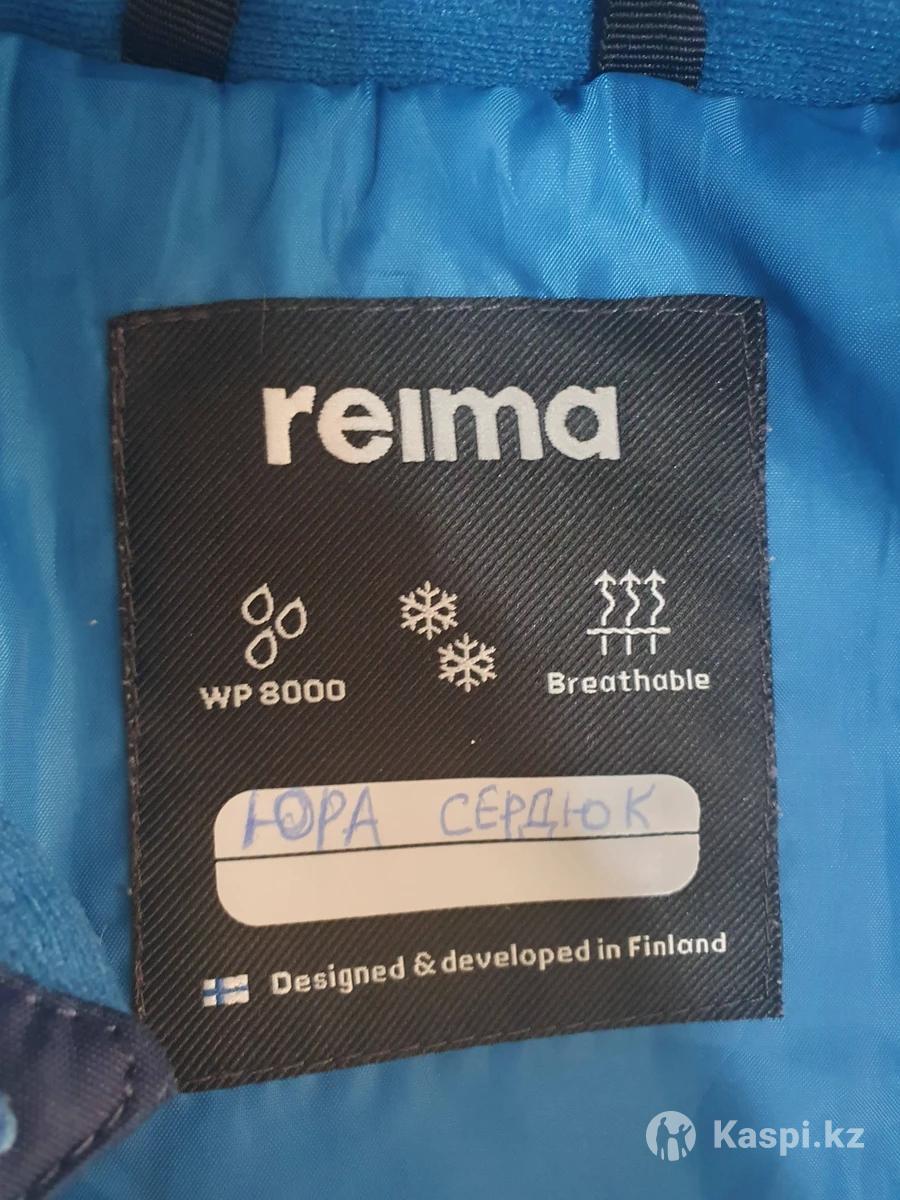 reima
WP 8000
Breathable
ЮРА СЕРДЮК
Designed & developed in Finland
Kaspi.kz